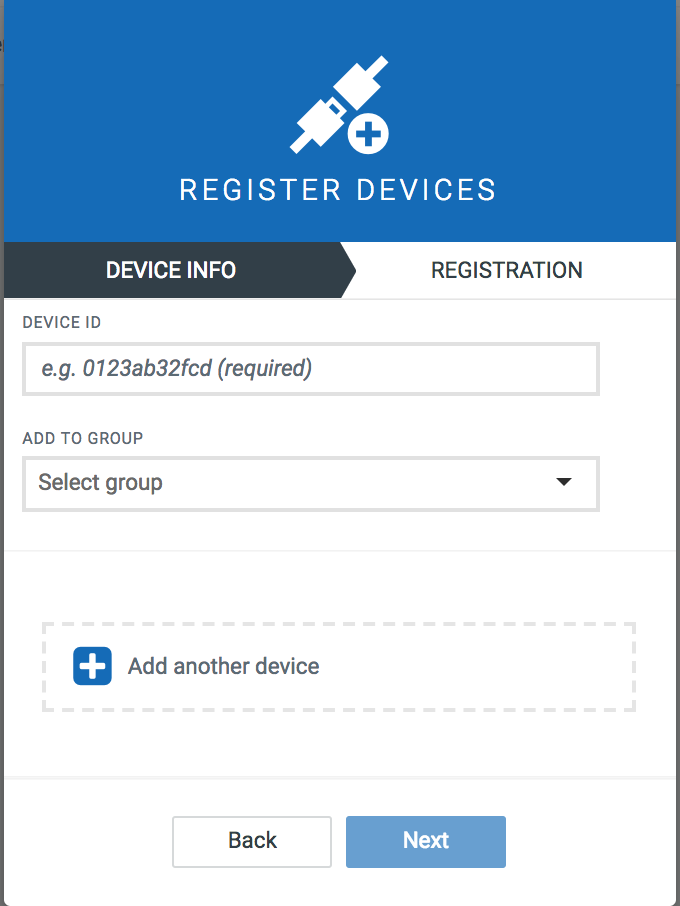 REGISTER DEVICES
DEVICE INFO
REGISTRATION
DEVICE ID
e.g. 0123ab32fcd (required)
ADD TO GROUP
Select group
Add another device
Back
Next